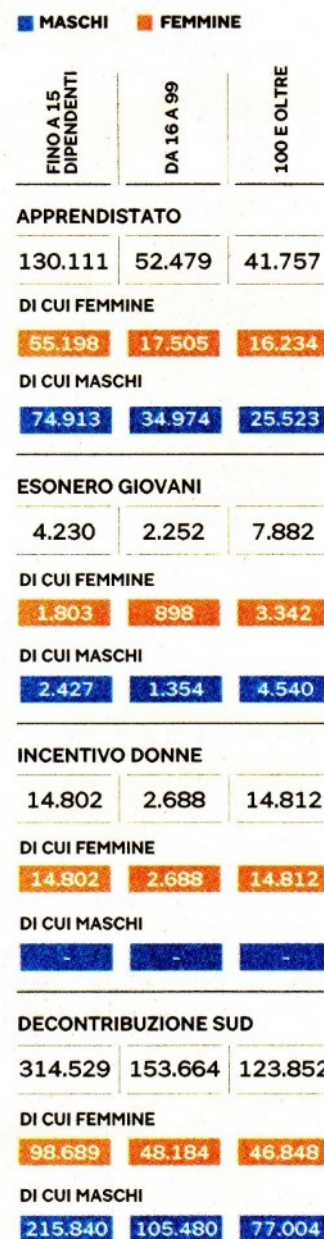 MASCHI FEMMINE
FINO A 15
DIPENDENTI
DA 16 A 99
100 E OLTRE
APPRENDISTATO
130.111 52.479 41.757
DI CUI FEMMINE
55.198 17.505 16.234
DI CUI MASCHI
74.913 34.974 25.523
ESONERO GIOVANI
4.230 2.252 7.882
DI CUI FEMMINE
1.803 898 3.342
DI CUI MASCHI
2.427 1.354 4.540
INCENTIVO DONNE
14.802 2.688 14.812
DI CUI FEMMINE
14.802 2.688 14.812
DI CUI MASCHI
- - -
DECONTRIBUZIONE SUD
314.529 153.664 123.852
DI CUI FEMMINE
98.689 48.184 46.848
DI CUI MASCHI
215.840 105.480 77.004